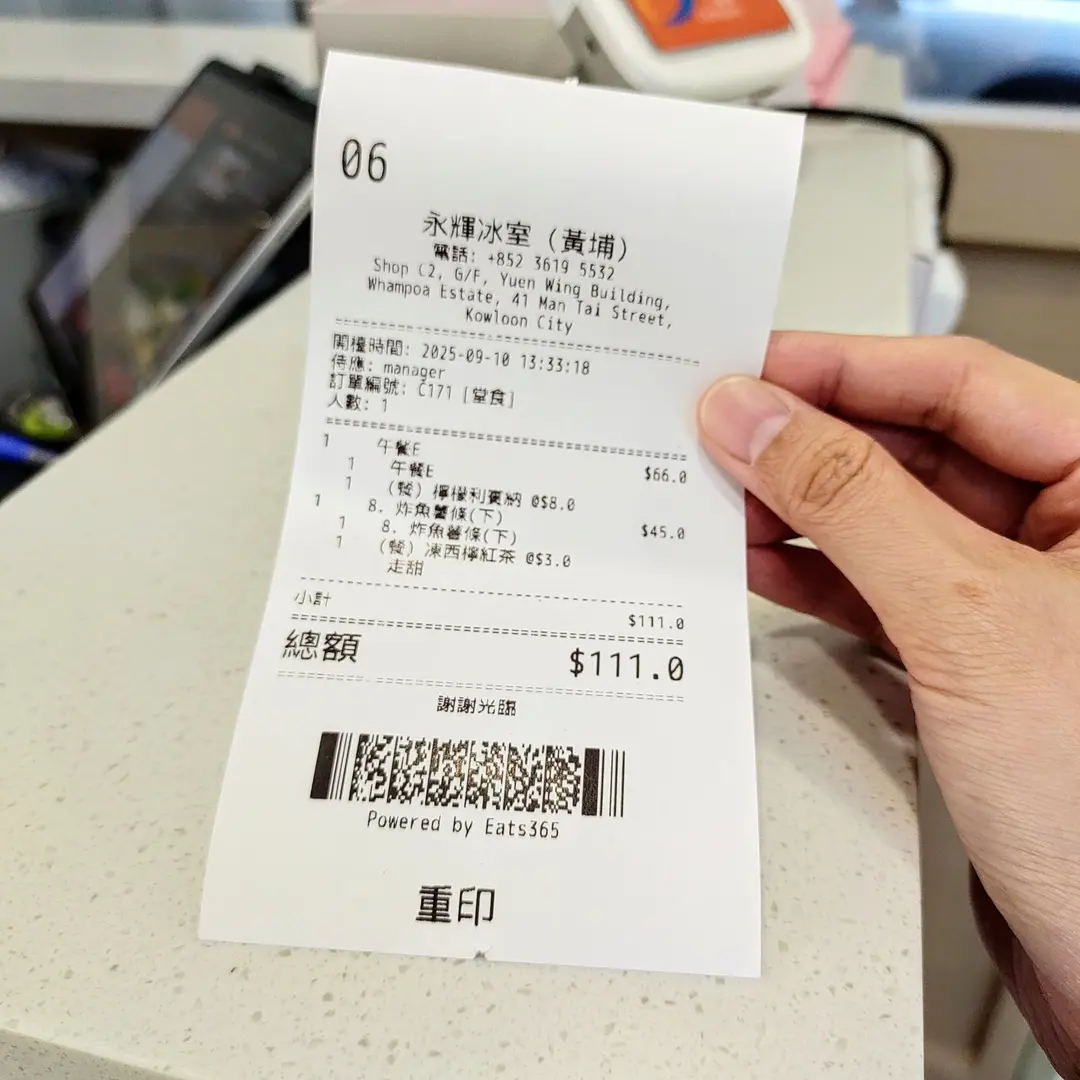 06
永輝冰室 (黃埔)
電話: +852 3619 5532
Shop C2, G/F, Yuen Wing Building,
Whampoa Estate, 41 Man Tai Street,
Kowloon City
開檯時間: 2025-09-10 13:33:18
侍應: manager
訂單編號: C171 [堂食]
人數: 1
1 午餐E $66.0
1 午餐E
1 (餐) 檸檬利賓納 @$8.0
1 8. 炸魚薯條(下) $45.0
1 8. 炸魚薯條(下)
1 (餐) 凍西檸紅茶 @$3.0
走甜
小計 $111.0
總額 $111.0
謝謝光臨
Powered by Eats365
重印